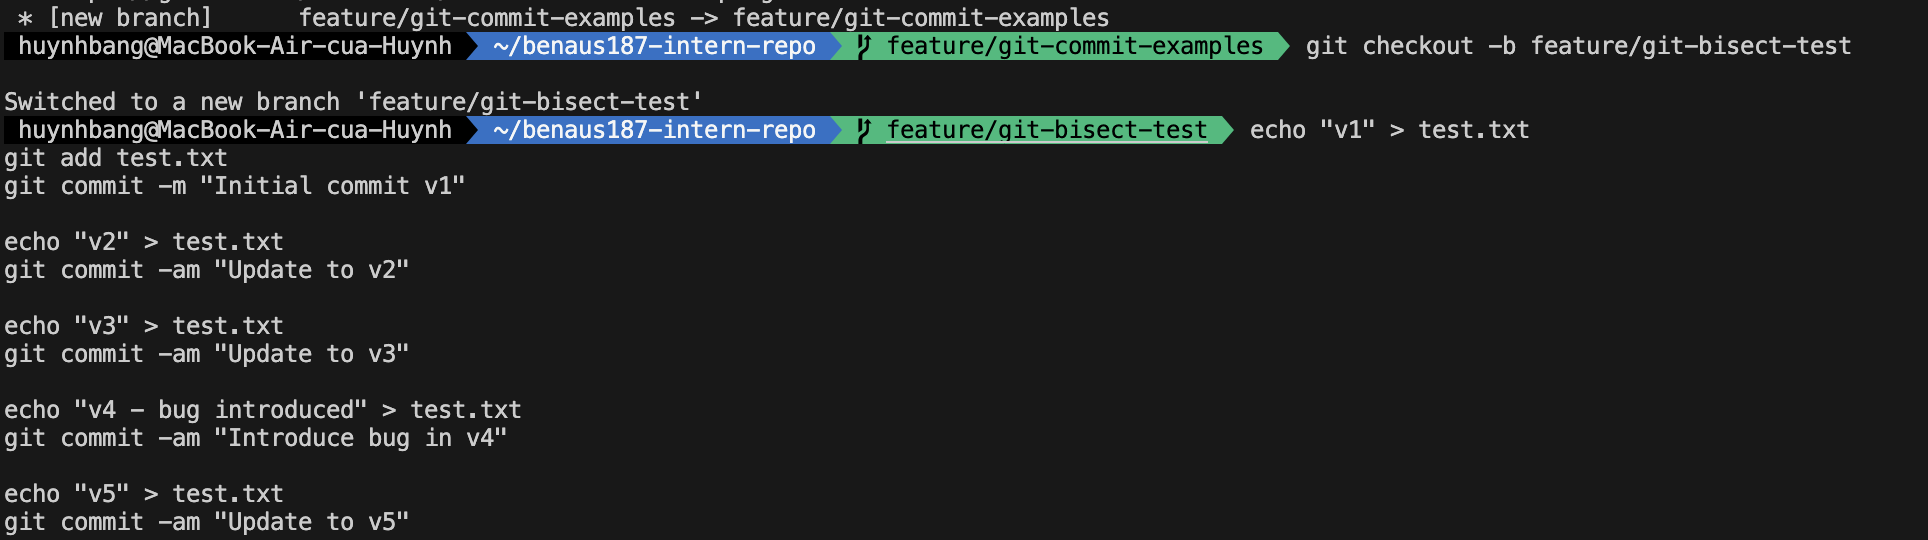 * [new branch]      feature/git-commit-examples -> feature/git-commit-examples
huynhbang@MacBook-Air-cua-Huynh ~/benaus187-intern-repo feature/git-commit-examples git checkout -b feature/git-bisect-test
Switched to a new branch 'feature/git-bisect-test'
huynhbang@MacBook-Air-cua-Huynh ~/benaus187-intern-repo feature/git-bisect-test echo "v1" > test.txt
git add test.txt
git commit -m "Initial commit v1"
echo "v2" > test.txt
git commit -am "Update to v2"
echo "v3" > test.txt
git commit -am "Update to v3"
echo "v4 - bug introduced" > test.txt
git commit -am "Introduce bug in v4"
echo "v5" > test.txt
git commit -am "Update to v5"